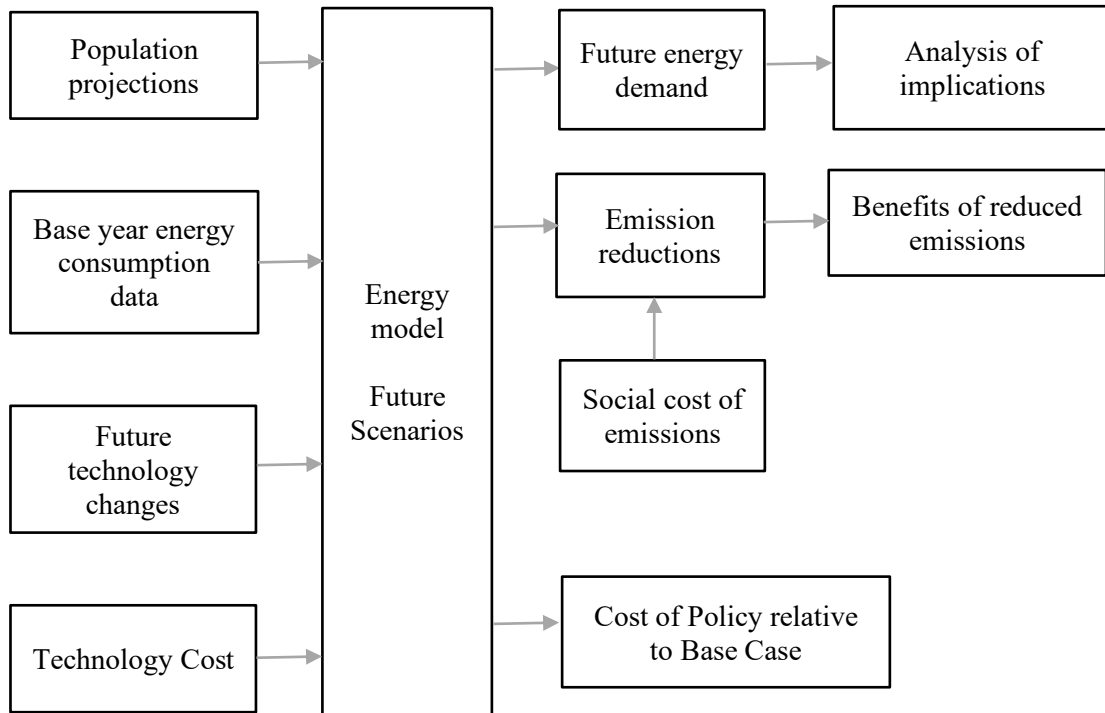 Population
projections
Base year energy
consumption
data
Future
technology
changes
Technology Cost
Energy
model
Future
Scenarios
Future energy
demand
Analysis of
implications
Emission
reductions
Benefits of reduced
emissions
Social cost of
emissions
Cost of Policy relative
to Base Case